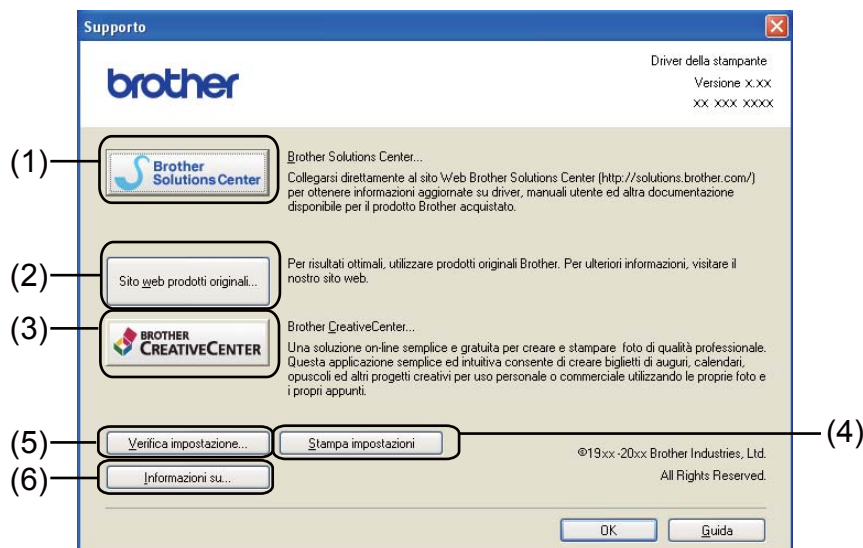 Supporto
brother
Driver della stampante
Versione x.xx
xx xxx xxxx
(1)
Brother
Solutions Center
Brother Solutions Center...
Collegarsi direttamente al sito Web Brother Solutions Center (http://solutions.brother.com/)
per ottenere informazioni aggiornate su driver, manuali utente ed altra documentazione
disponibile per il prodotto Brother acquistato.
(2)
Sito web prodotti originali...
Per risultati ottimali, utilizzare prodotti originali Brother. Per ulteriori informazioni, visitare il
nostro sito web.
(3)
BROTHER
CREATIVECENTER
Brother CreativeCenter...
Una soluzione on-line semplice e gratuita per creare e stampare foto di qualità professionale.
Questa applicazione semplice ed intuitiva consente di creare biglietti di auguri, calendari,
opuscoli ed altri progetti creativi per uso personale o commerciale utilizzando le proprie foto e
i propri appunti.
(5)
Verifica impostazione...
Stampa impostazioni
(4)
(6)
Informazioni su...
©19xx-20xx Brother Industries, Ltd.
All Rights Reserved.
OK
Guida